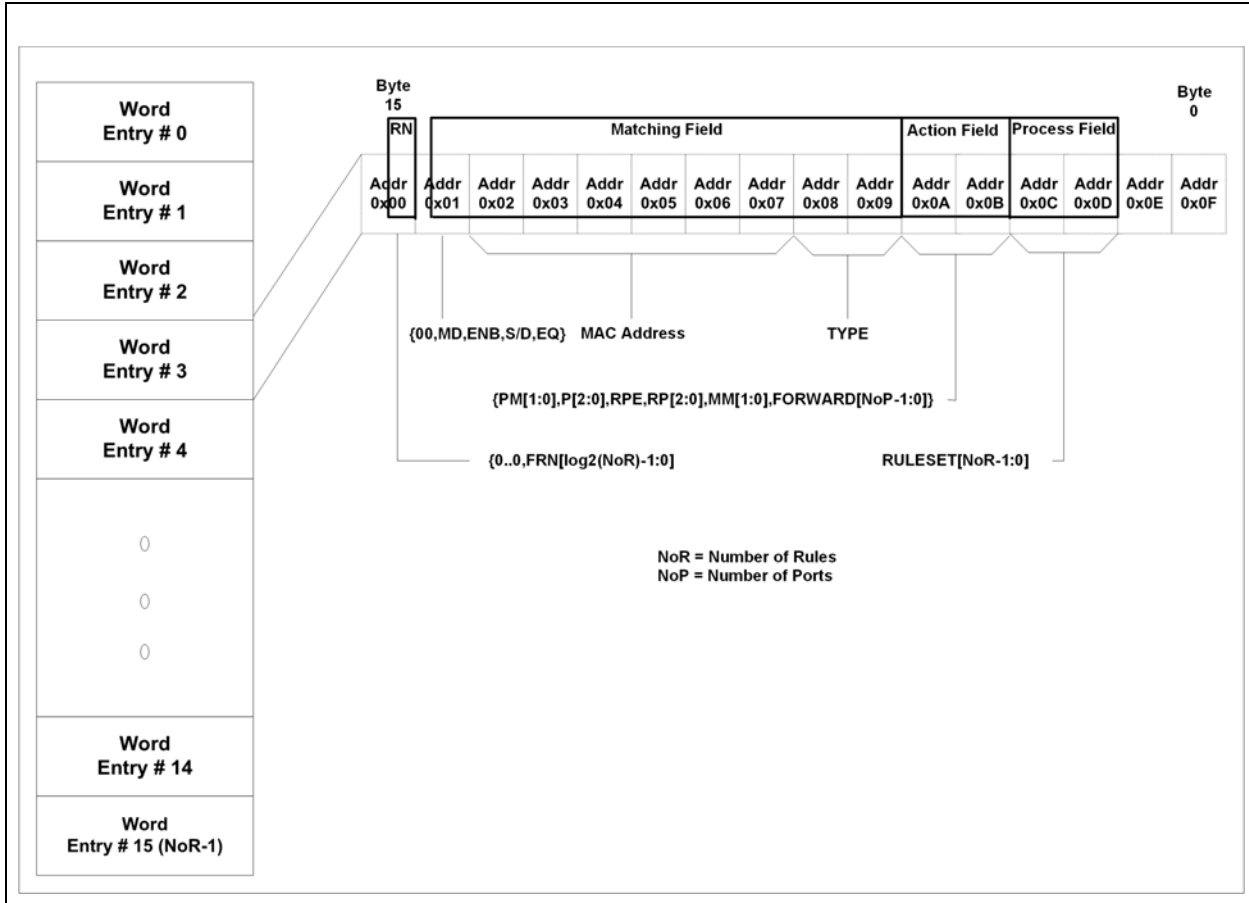 Word
Entry # 0
Word
Entry # 1
Word
Entry # 2
Word
Entry # 3
Word
Entry # 4
0
0
0
Word
Entry # 14
Word
Entry # 15 (NoR-1)
Byte
15
Byte
0
RN Matching Field Action Field Process Field
Addr Addr Addr Addr Addr Addr Addr Addr Addr Addr Addr Addr Addr Addr Addr Addr
0x00 0x01 0x02 0x03 0x04 0x05 0x06 0x07 0x08 0x09 0x0A 0x0B 0x0C 0x0D 0x0E 0x0F
{00,MD,ENB,S/D,EQ} MAC Address TYPE
{PM[1:0],P[2:0],RPE,RP[2:0],MM[1:0],FORWARD[NoP-1:0]}
{0..0,FRN[log2(NoR)-1:0] RULESET[NoR-1:0]
NoR = Number of Rules
NoP = Number of Ports